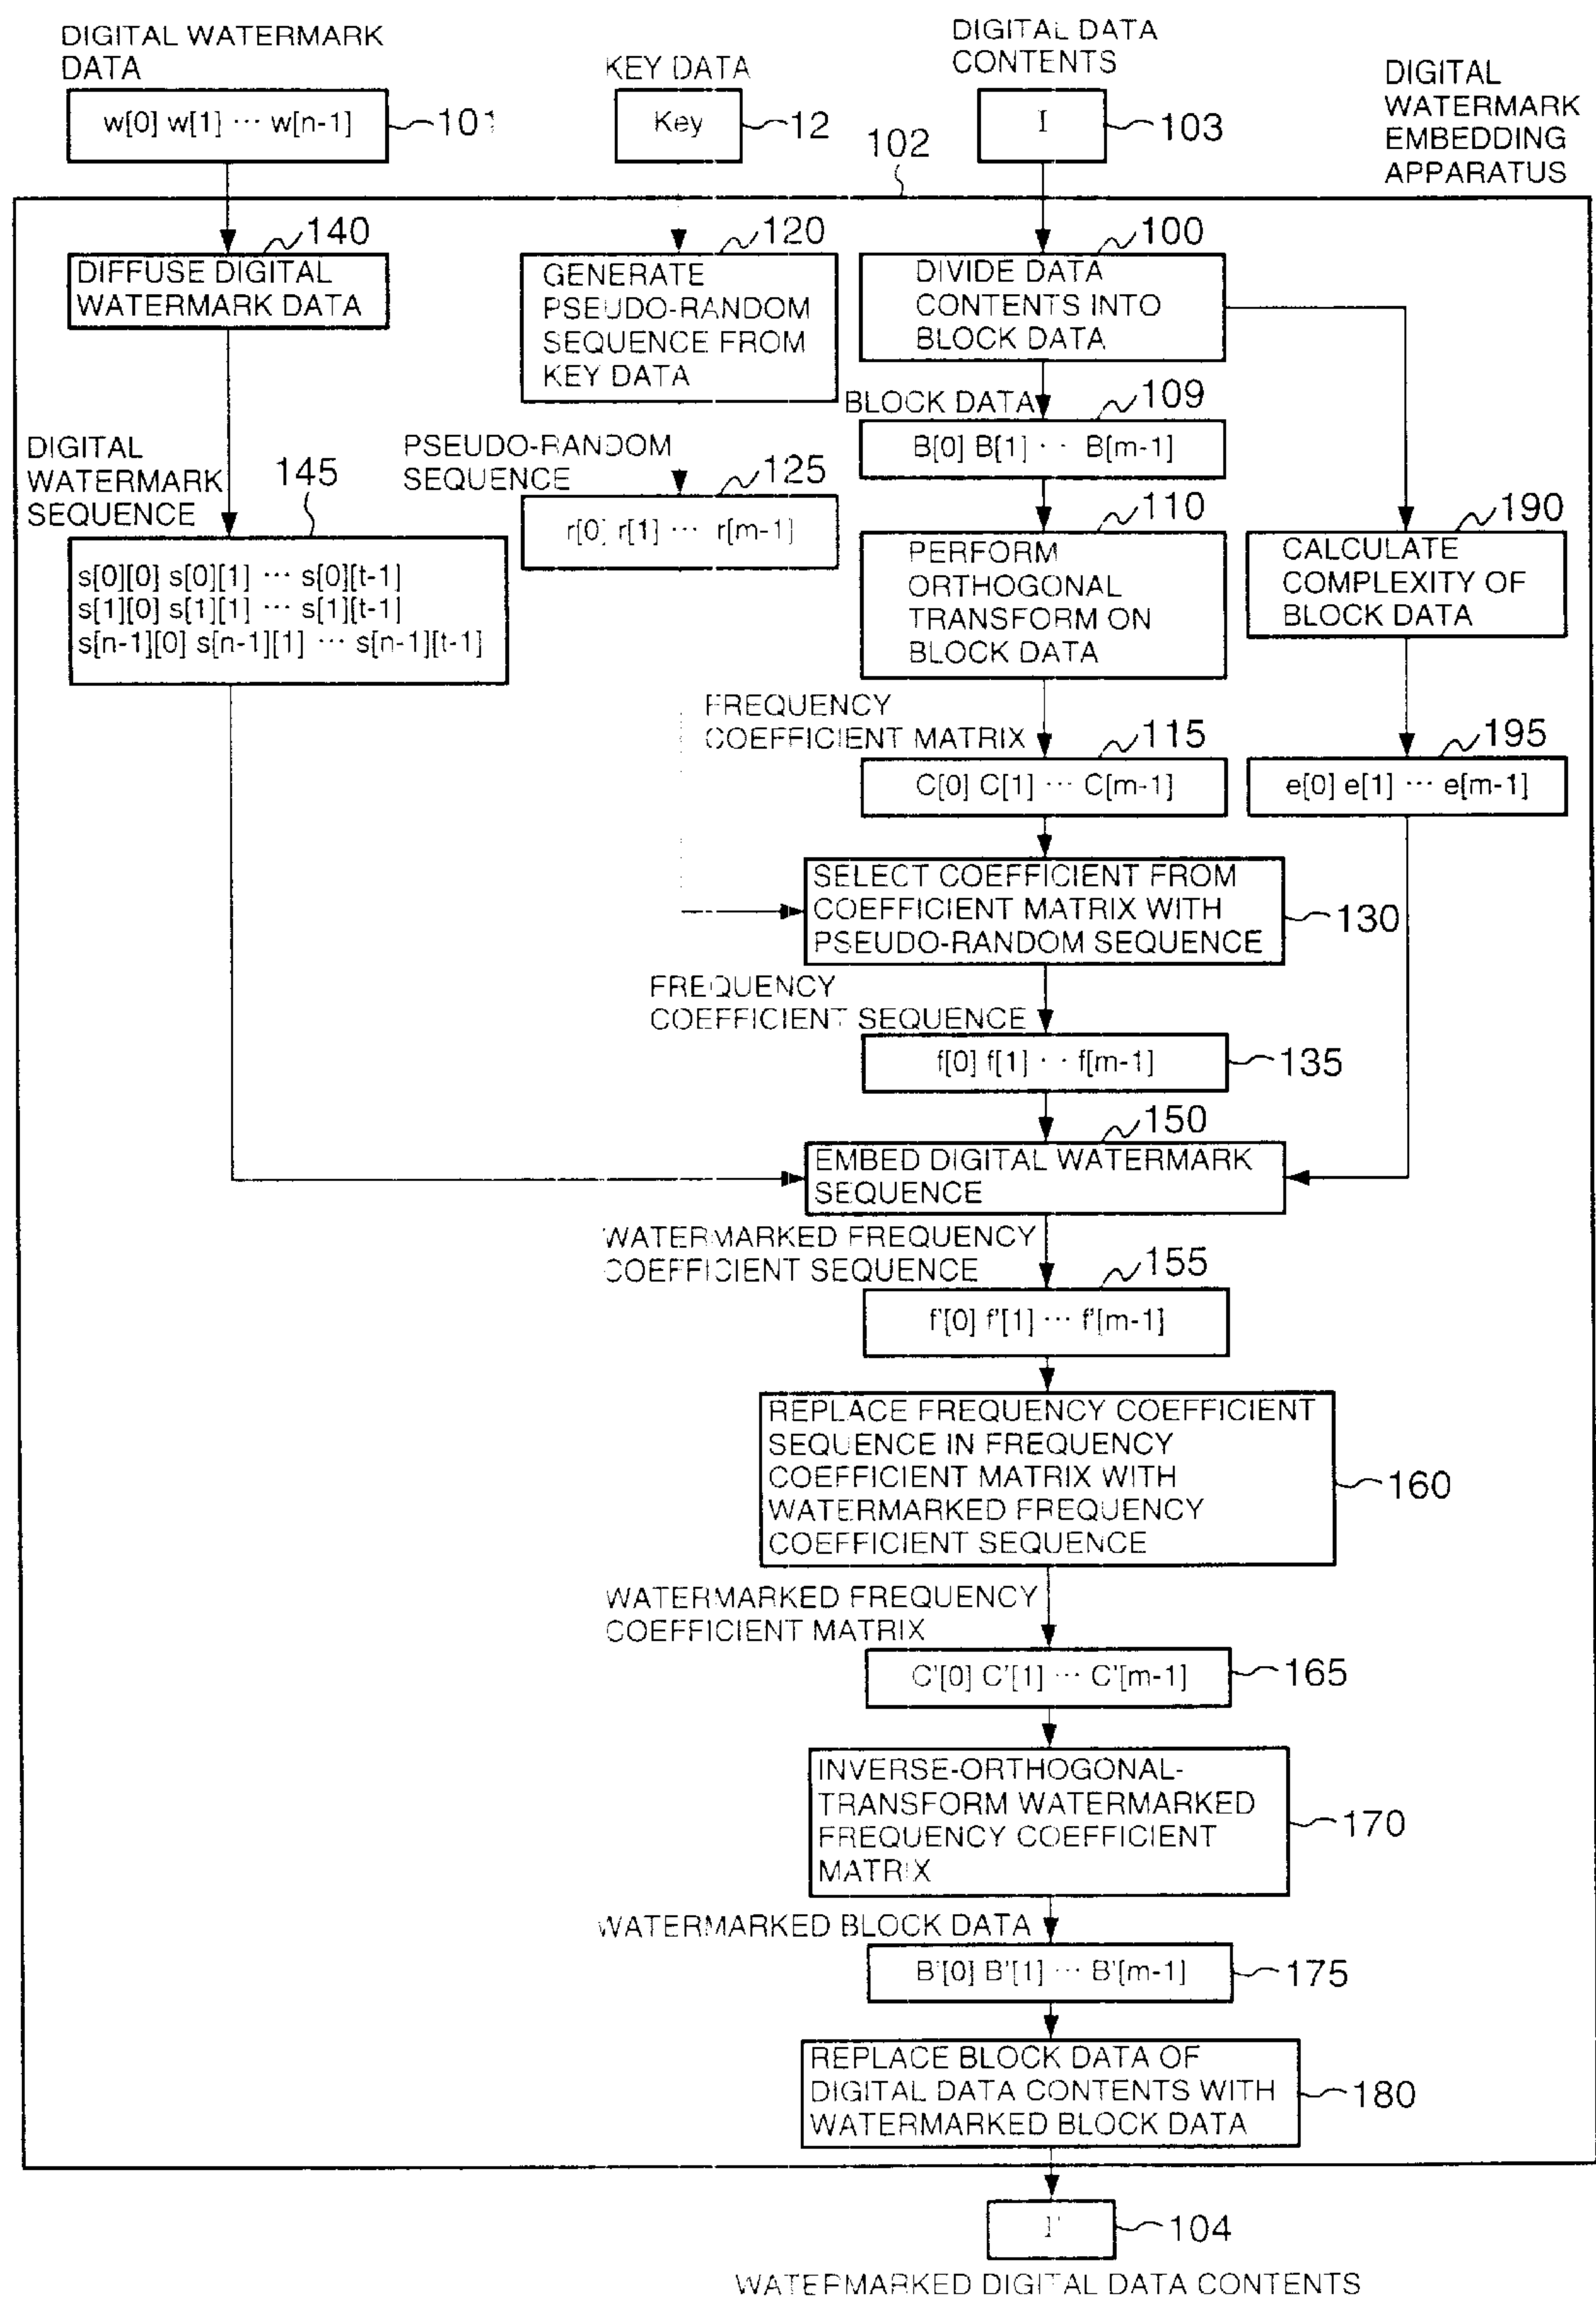 DIGITAL WATERMARK
DATA
w[0] w[1] ··· w[n-1]
101
KEY DATA
Key
12
DIGITAL DATA
CONTENTS
I
103
DIGITAL
WATERMARK
EMBEDDING
APPARATUS
102
140
DIFFUSE DIGITAL
WATERMARK DATA
120
GENERATE
PSEUDO-RANDOM
SEQUENCE FROM
KEY DATA
100
DIVIDE DATA
CONTENTS INTO
BLOCK DATA
BLOCK DATA
109
B[0] B[1] ·· B[m-1]
DIGITAL
WATERMARK
SEQUENCE
145
s[0][0] s[0][1] ··· s[0][t-1]
s[1][0] s[1][1] ··· s[1][t-1]
s[n-1][0] s[n-1][1] ··· s[n-1][t-1]
PSEUDO-RANDOM
SEQUENCE
125
r[0] r[1] ··· r[m-1]
110
PERFORM
ORTHOGONAL
TRANSFORM ON
BLOCK DATA
190
CALCULATE
COMPLEXITY OF
BLOCK DATA
FREQUENCY
COEFFICIENT MATRIX
115
C[0] C[1] ··· C[m-1]
195
e[0] e[1] ··· e[m-1]
SELECT COEFFICIENT FROM
COEFFICIENT MATRIX WITH
PSEUDO-RANDOM SEQUENCE
130
FREQUENCY
COEFFICIENT SEQUENCE
f[0] f[1] ·· f[m-1]
135
150
EMBED DIGITAL WATERMARK
SEQUENCE
WATERMARKED FREQUENCY
COEFFICIENT SEQUENCE
155
f'[0] f'[1] ··· f'[m-1]
REPLACE FREQUENCY COEFFICIENT
SEQUENCE IN FREQUENCY
COEFFICIENT MATRIX WITH
WATERMARKED FREQUENCY
COEFFICIENT SEQUENCE
160
WATERMARKED FREQUENCY
COEFFICIENT MATRIX
C'[0] C'[1] ··· C'[m-1]
165
INVERSE-ORTHOGONAL-
TRANSFORM WATERMARKED
FREQUENCY COEFFICIENT
MATRIX
170
WATERMARKED BLOCK DATA
B'[0] B'[1] ··· B'[m-1]
175
REPLACE BLOCK DATA OF
DIGITAL DATA CONTENTS WITH
WATERMARKED BLOCK DATA
180
I'
104
WATERMARKED DIGITAL DATA CONTENTS